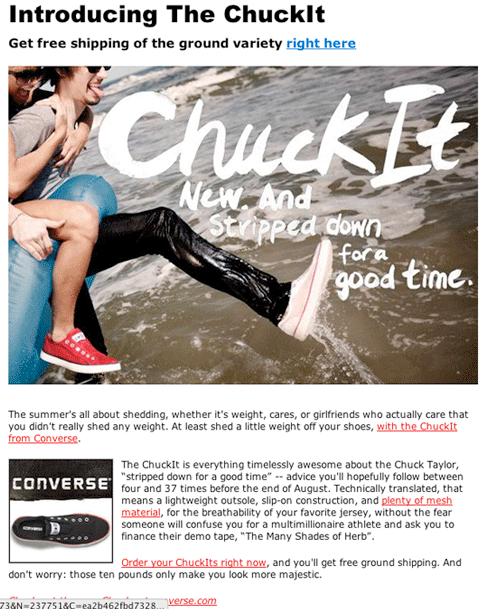 Introducing The ChuckIt
Get free shipping of the ground variety right here
ChuckIt
New. And
Stripped down
for a
good time.
The summer's all about shedding, whether it's weight, cares, or girlfriends who actually care that
you didn't really shed any weight. At least shed a little weight off your shoes, with the ChuckIt
from Converse.
CONVERSE
The ChuckIt is everything timelessly awesome about the Chuck Taylor,
“stripped down for a good time” -- advice you'll hopefully follow between
four and 37 times before the end of August. Technically translated, that
means a lightweight outsole, slip-on construction, and plenty of mesh
material, for the breathability of your favorite jersey, without the fear
someone will confuse you for a multimillionaire athlete and ask you to
finance their demo tape, “The Many Shades of Herb”.
Order your ChuckIts right now, and you'll get free ground shipping. And
don't worry: those ten pounds only make you look more majestic.
verse.com
73&N=237751&C=ea2b462fbd7328...